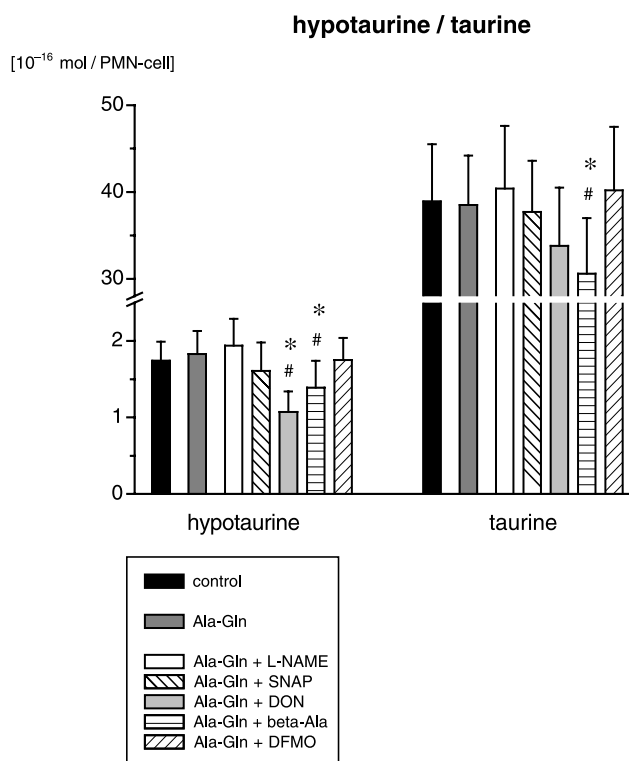 hypotaurine / taurine
[10⁻¹⁶ mol / PMN-cell]
50
40
30
2
1
0
* #
* #
* #
hypotaurine taurine
control
Ala-Gln
Ala-Gln + L-NAME
Ala-Gln + SNAP
Ala-Gln + DON
Ala-Gln + beta-Ala
Ala-Gln + DFMO